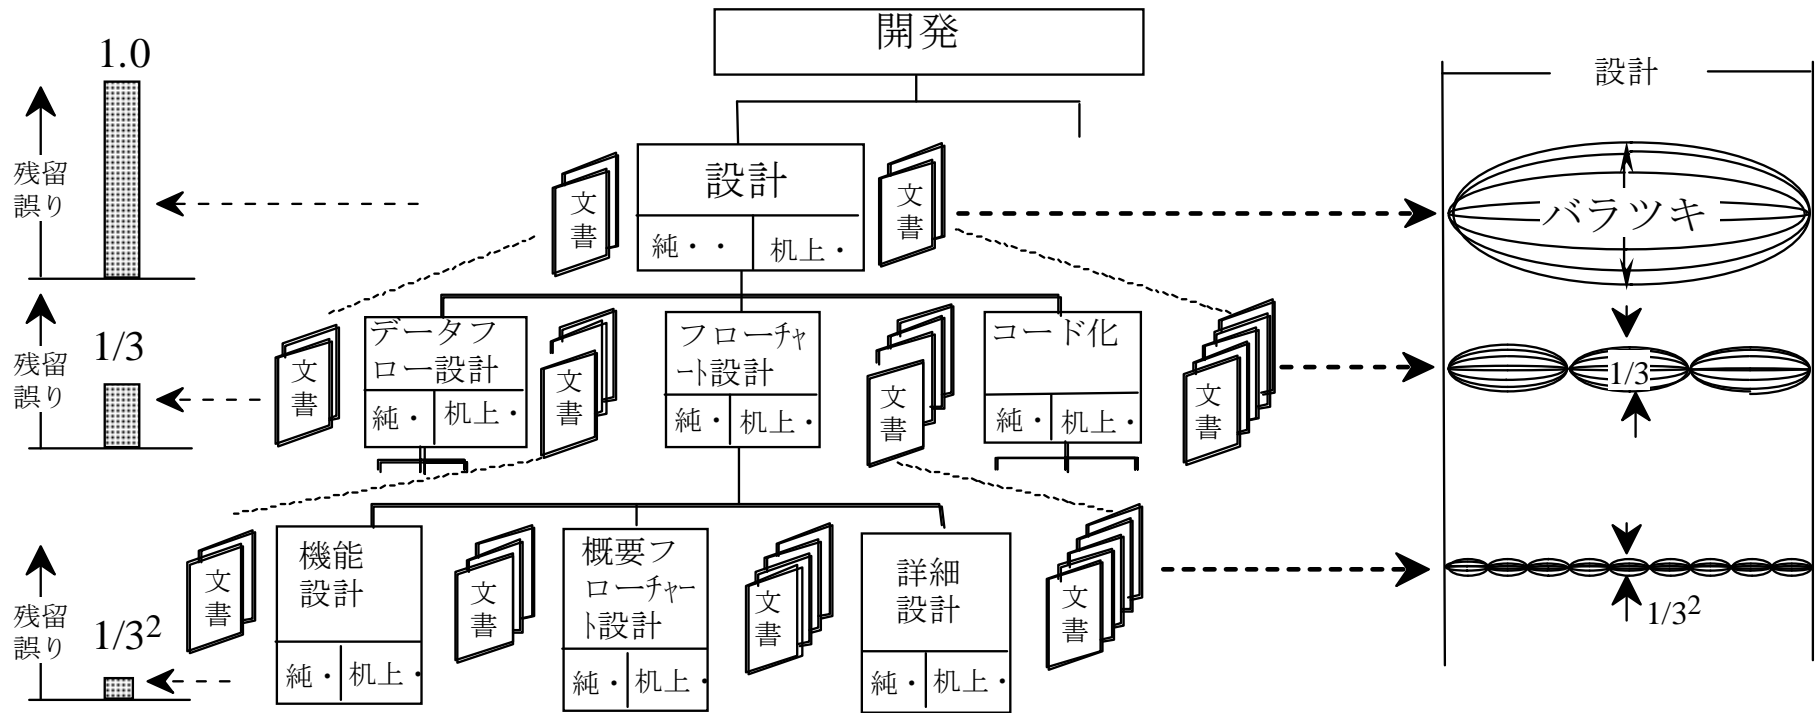 開発
1.0
設計
残留
誤り
文
書
設計
純・・
机上・
文
書
バラツキ
残留
誤り
1/3
文
書
データフ
ロー設計
純・
机上・
文
書
フローチャ
ート設計
純・
机上・
文
書
コード化
純・
机上・
文
書
1/3
残留
誤り
1/3²
文
書
機能
設計
純・
机上・
文
書
概要フ
ローチャー
ト設計
純・
机上・
文
書
詳細
設計
純・
机上・
文
書
1/3²